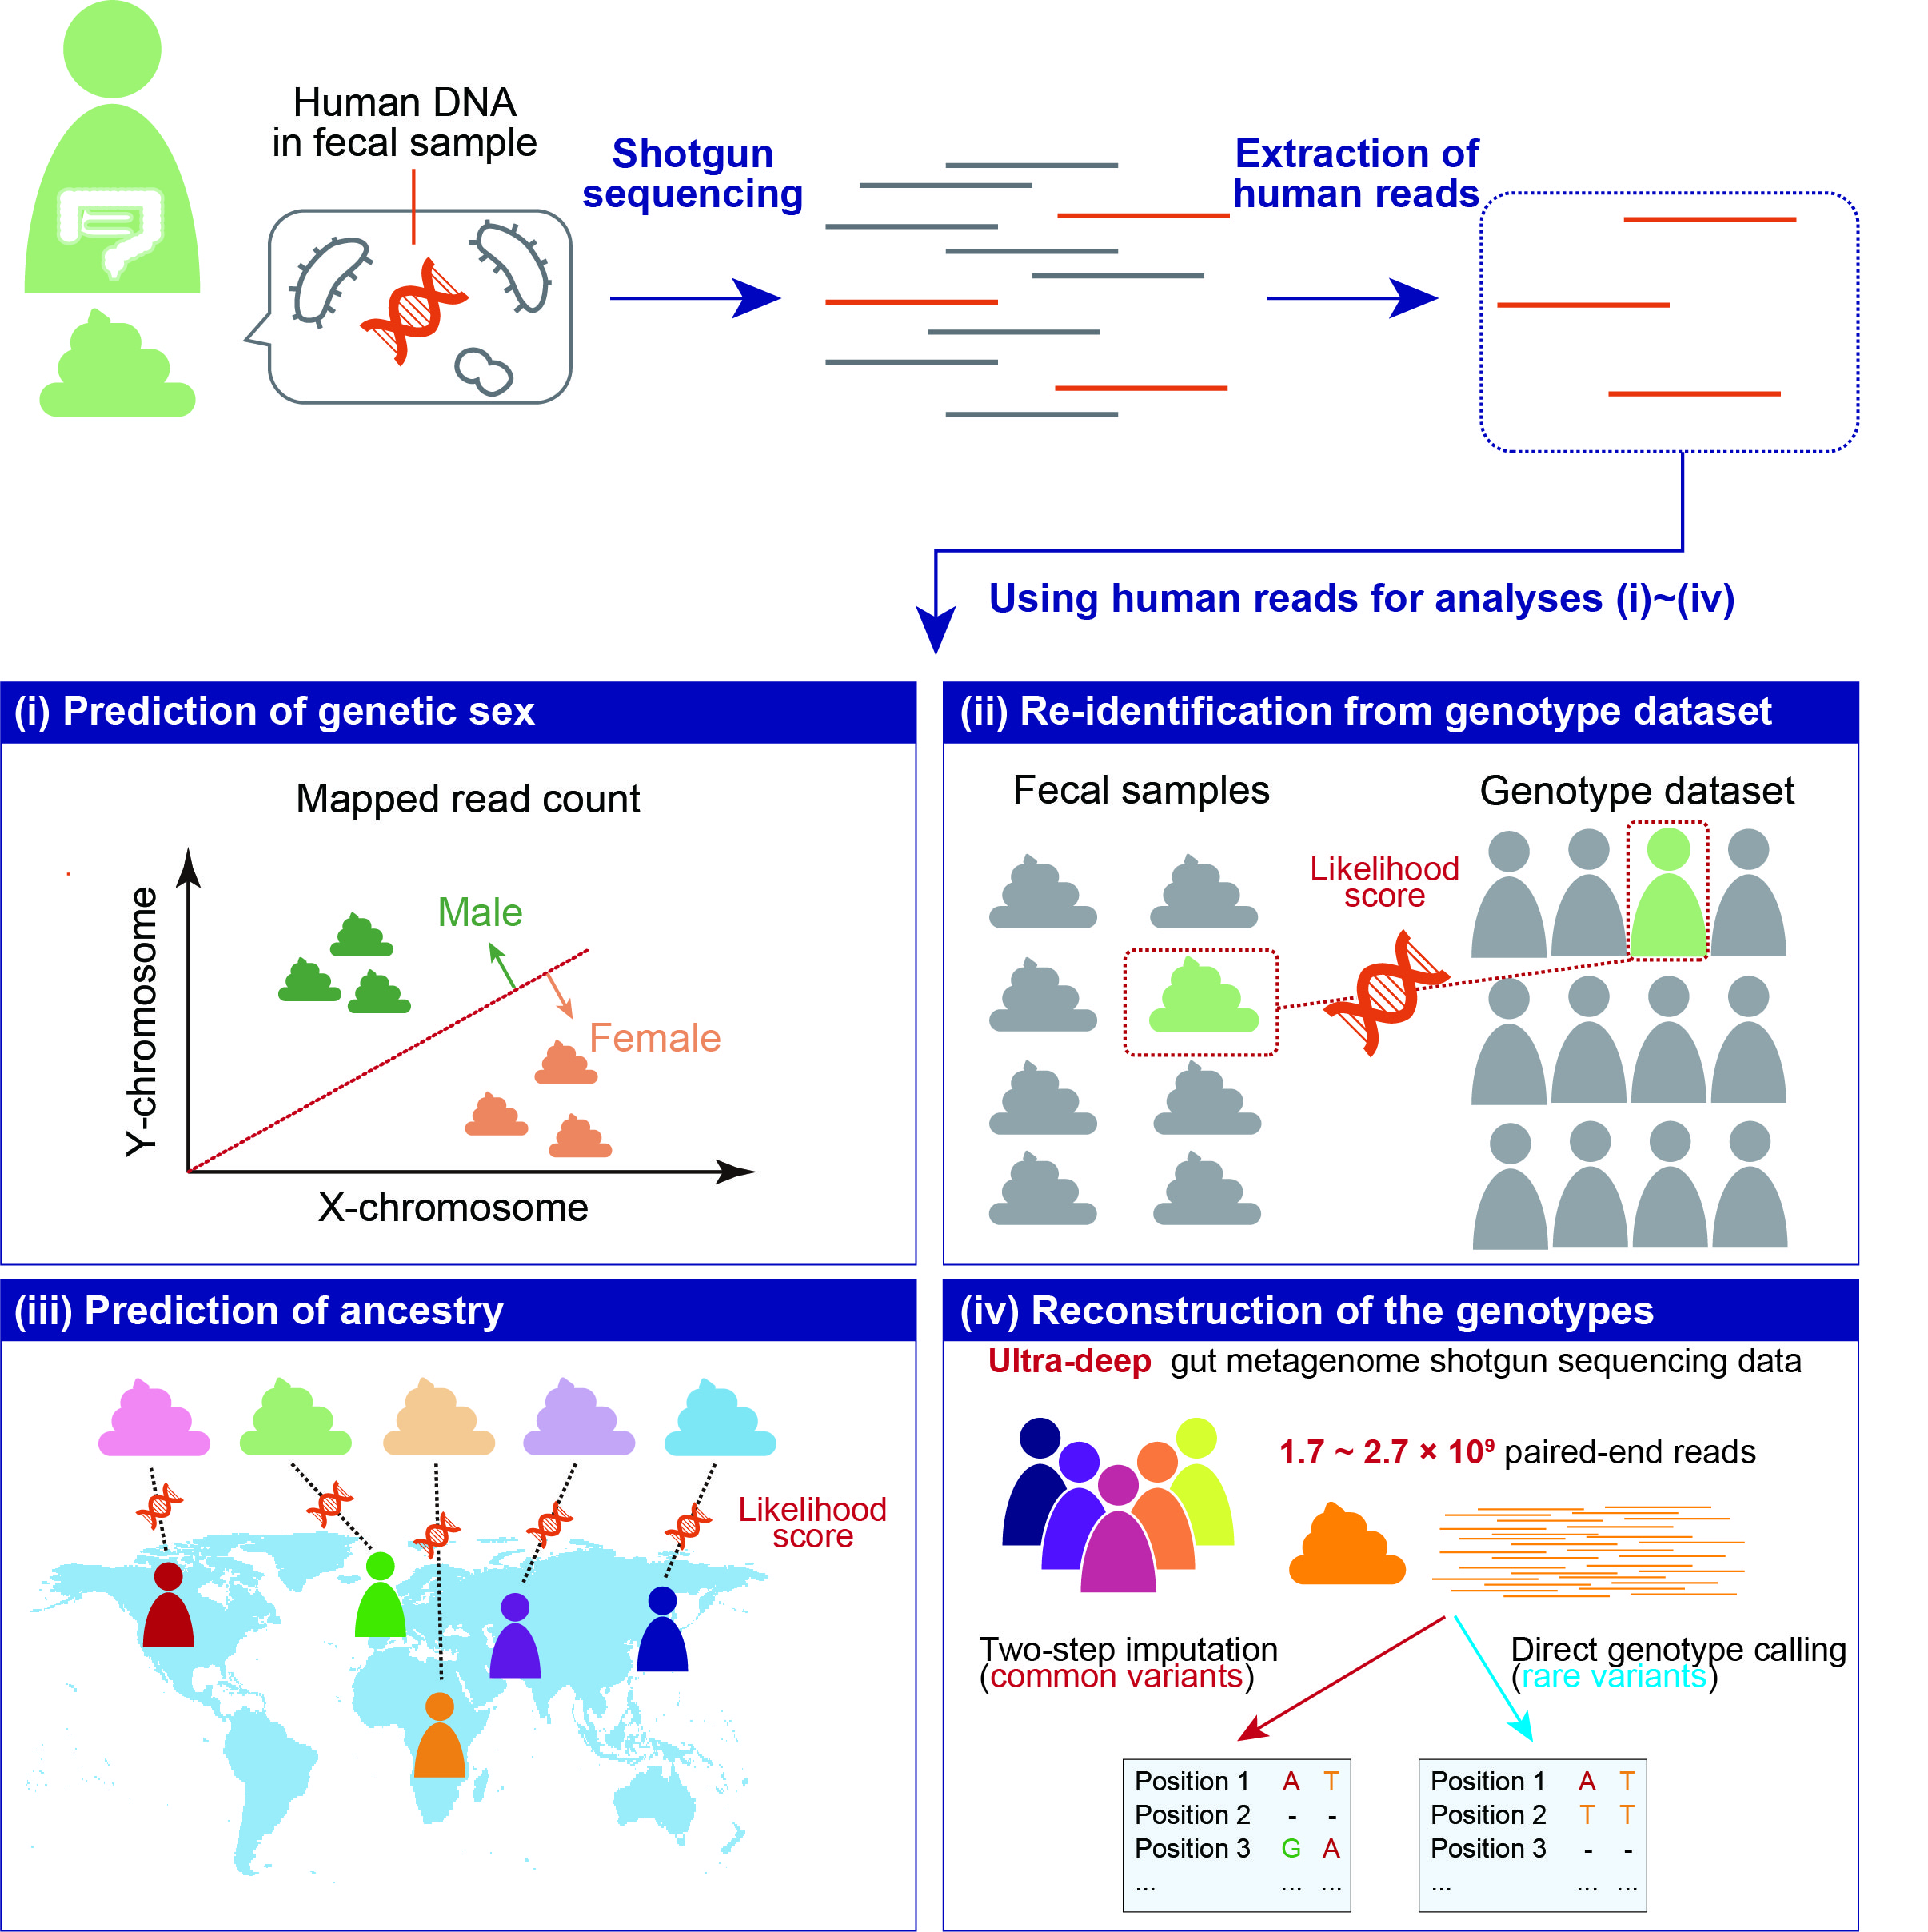 Human DNA
in fecal sample
Shotgun
sequencing
Extraction of
human reads
Using human reads for analyses (i)~(iv)
(i) Prediction of genetic sex
Mapped read count
Y-chromosome
Male
Female
X-chromosome
(ii) Re-identification from genotype dataset
Fecal samples
Genotype dataset
Likelihood
score
(iii) Prediction of ancestry
Likelihood
score
(iv) Reconstruction of the genotypes
Ultra-deep gut metagenome shotgun sequencing data
1.7 ~ 2.7 × 10⁹ paired-end reads
Two-step imputation
(common variants)
Direct genotype calling
(rare variants)
Position 1 A T
Position 2 - -
Position 3 G A
... ... ...
Position 1 A T
Position 2 T T
Position 3 - -
... ... ...